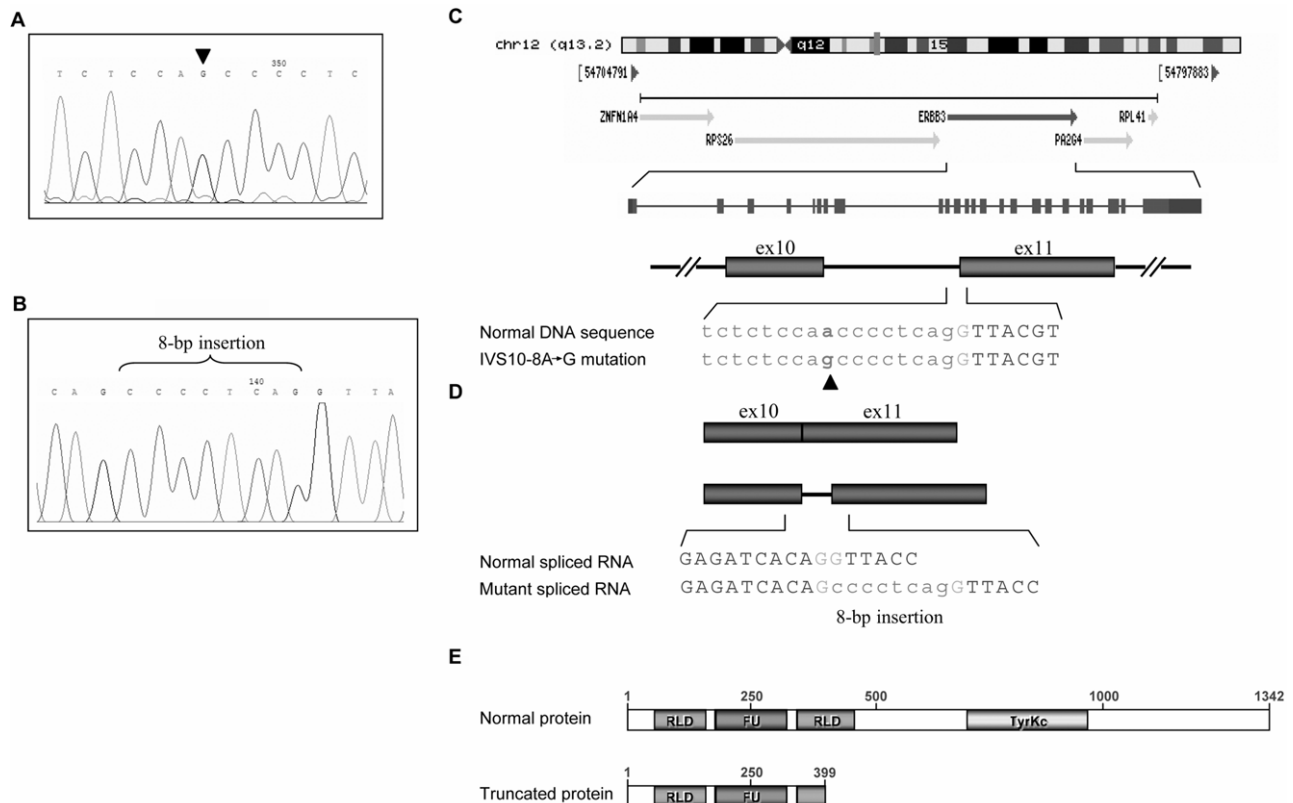 A
T C T C C A G C C C C T C
350
B
8-bp insertion
140
C A G C C C C T C A G G T T A
C
chr12 (q13.2)
q12
15
54704791
54797883
ZNFN1A4
ERBB3
RPL41
RPS26
PA2G4
ex10
ex11
Normal DNA sequence
tctctccaacccctcagGTTACGT
IVS10-8A→G mutation
tctctccagcccctcagGTTACGT
D
ex10
ex11
Normal spliced RNA
GAGATCACAGGTTACC
Mutant spliced RNA
GAGATCACAGcccctcagGTTACC
8-bp insertion
E
1
250
500
1000
1342
Normal protein
RLD
FU
RLD
TyrKc
1
250
399
Truncated protein
RLD
FU